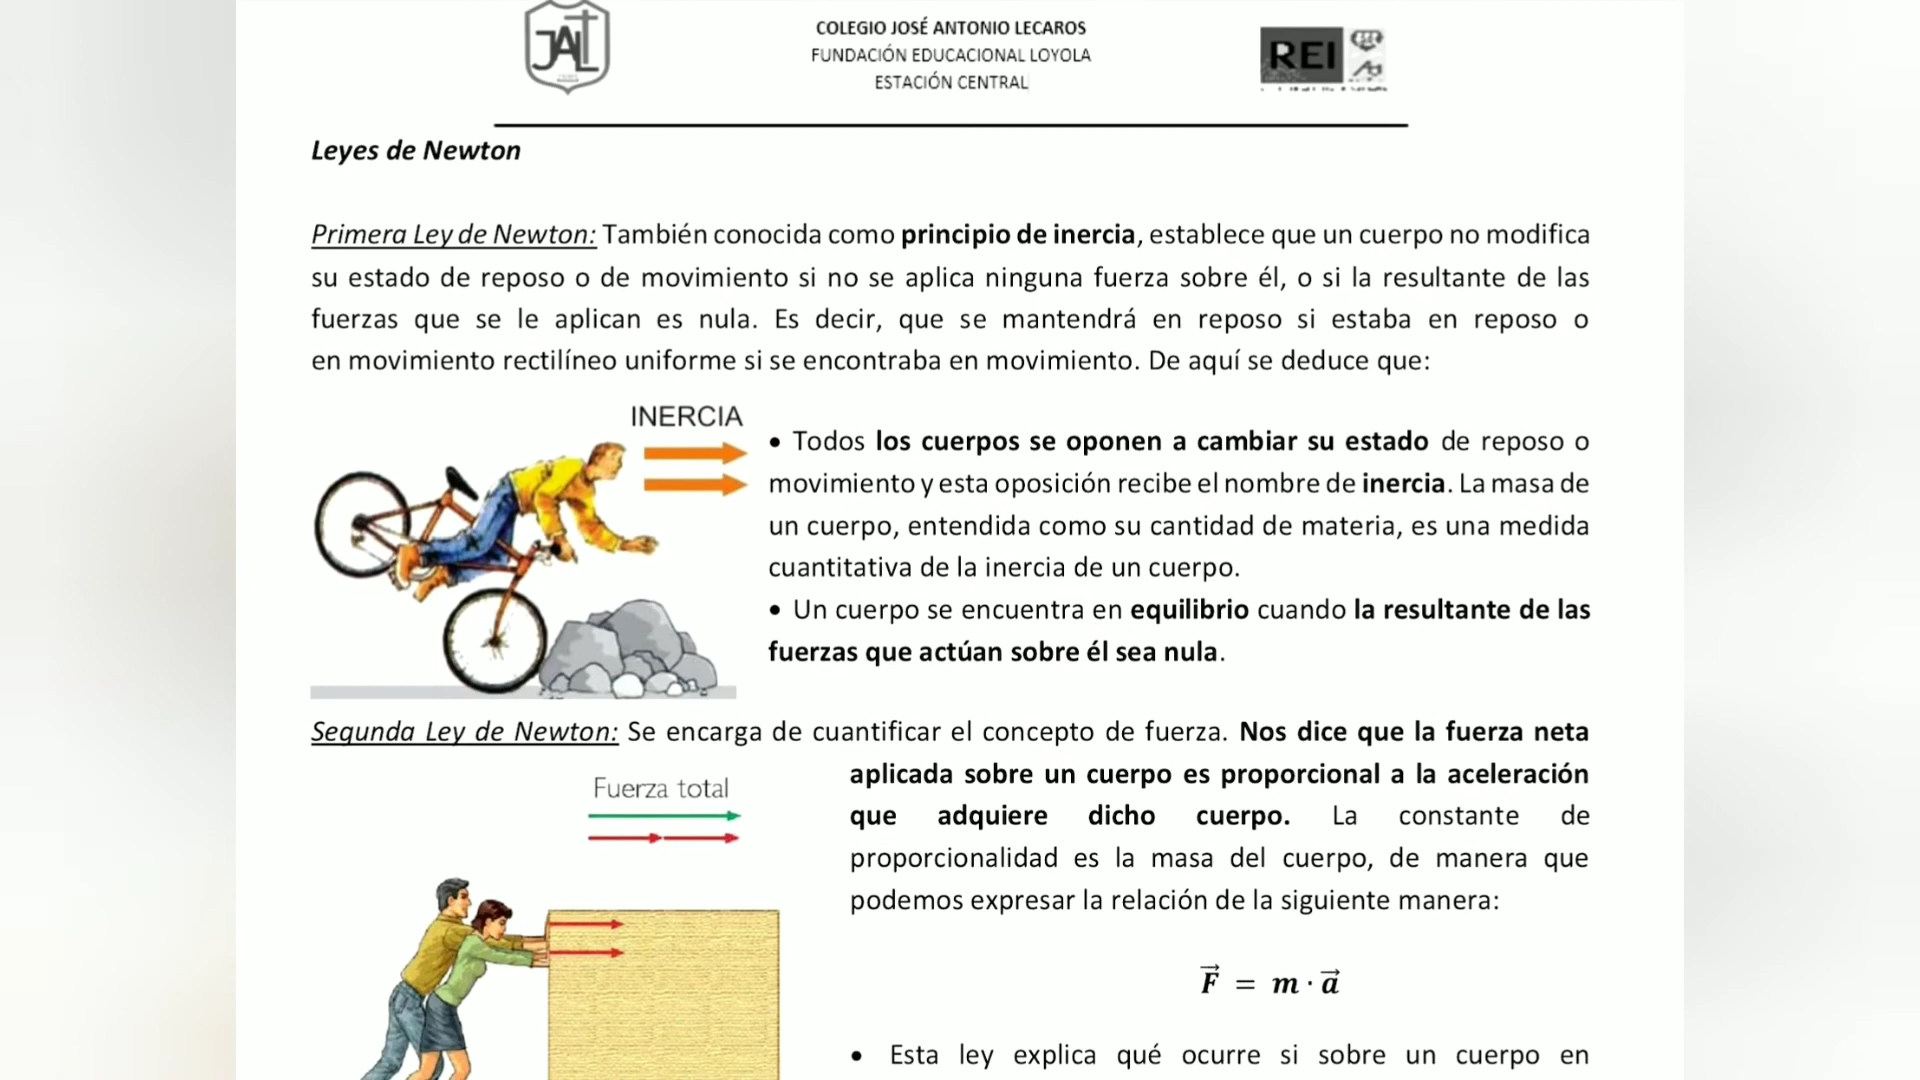 JALT
COLEGIO JOSÉ ANTONIO LECAROS
FUNDACIÓN EDUCACIONAL LOYOLA
ESTACIÓN CENTRAL
REI
Leyes de Newton
Primera Ley de Newton: También conocida como principio de inercia, establece que un cuerpo no modifica
su estado de reposo o de movimiento si no se aplica ninguna fuerza sobre él, o si la resultante de las
fuerzas que se le aplican es nula. Es decir, que se mantendrá en reposo si estaba en reposo o
en movimiento rectilíneo uniforme si se encontraba en movimiento. De aquí se deduce que:
INERCIA
• Todos los cuerpos se oponen a cambiar su estado de reposo o
movimiento y esta oposición recibe el nombre de inercia. La masa de
un cuerpo, entendida como su cantidad de materia, es una medida
cuantitativa de la inercia de un cuerpo.
• Un cuerpo se encuentra en equilibrio cuando la resultante de las
fuerzas que actúan sobre él sea nula.
Segunda Ley de Newton: Se encarga de cuantificar el concepto de fuerza. Nos dice que la fuerza neta
aplicada sobre un cuerpo es proporcional a la aceleración
que adquiere dicho cuerpo. La constante de
proporcionalidad es la masa del cuerpo, de manera que
podemos expresar la relación de la siguiente manera:
Fuerza total
F⃗ = m · a⃗
• Esta ley explica qué ocurre si sobre un cuerpo en